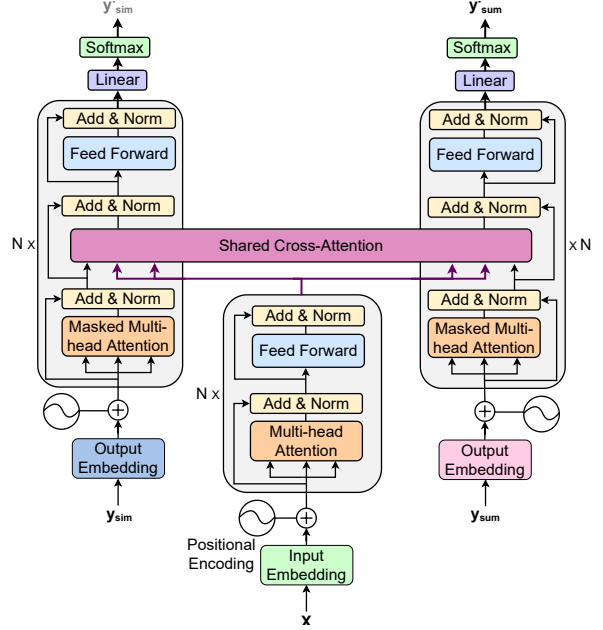 y'sim
Softmax
Linear
Add & Norm
Feed Forward
Add & Norm
N x
Add & Norm
Masked Multi-
head Attention
Output
Embedding
ysim
Shared Cross-Attention
Add & Norm
Feed Forward
N x
Add & Norm
Multi-head
Attention
Positional
Encoding
Input
Embedding
x
y'sum
Softmax
Linear
Add & Norm
Feed Forward
Add & Norm
x N
Add & Norm
Masked Multi-
head Attention
Output
Embedding
ysum